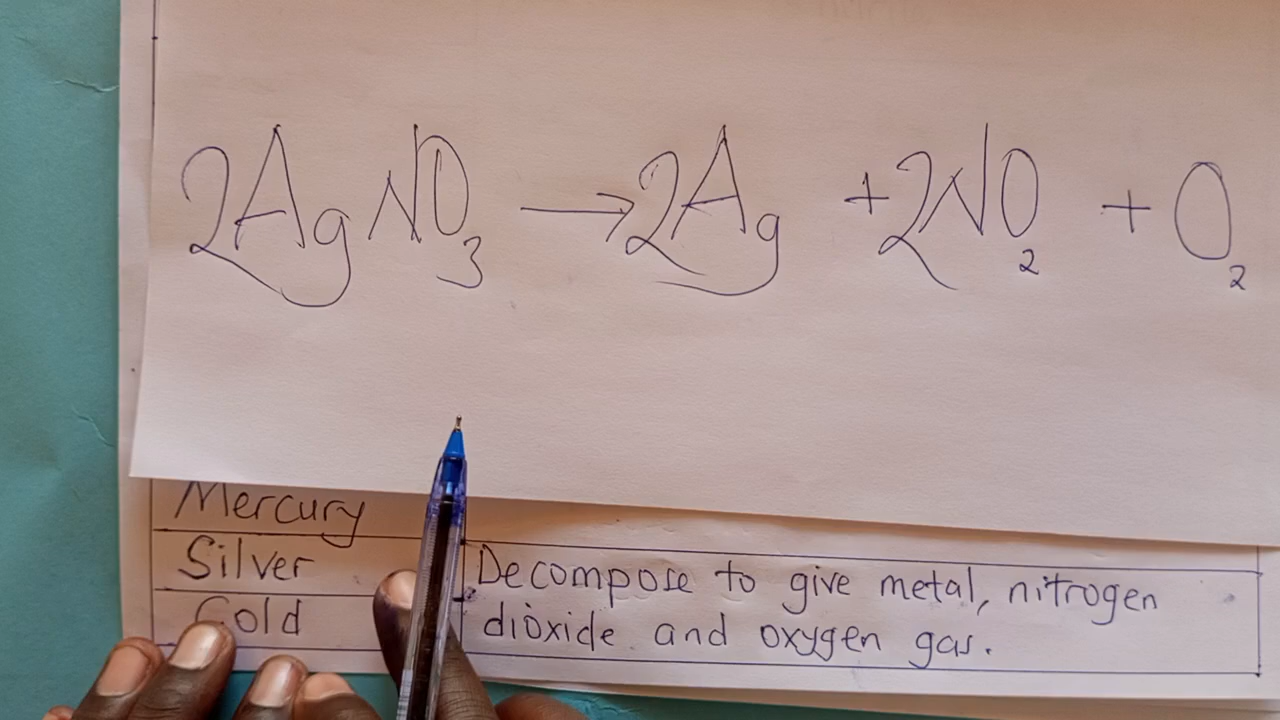 2AgNO₃ → 2Ag + 2NO₂ + O₂
Mercury
Silver
Gold
Decompose to give metal, nitrogen
dioxide and oxygen gas.